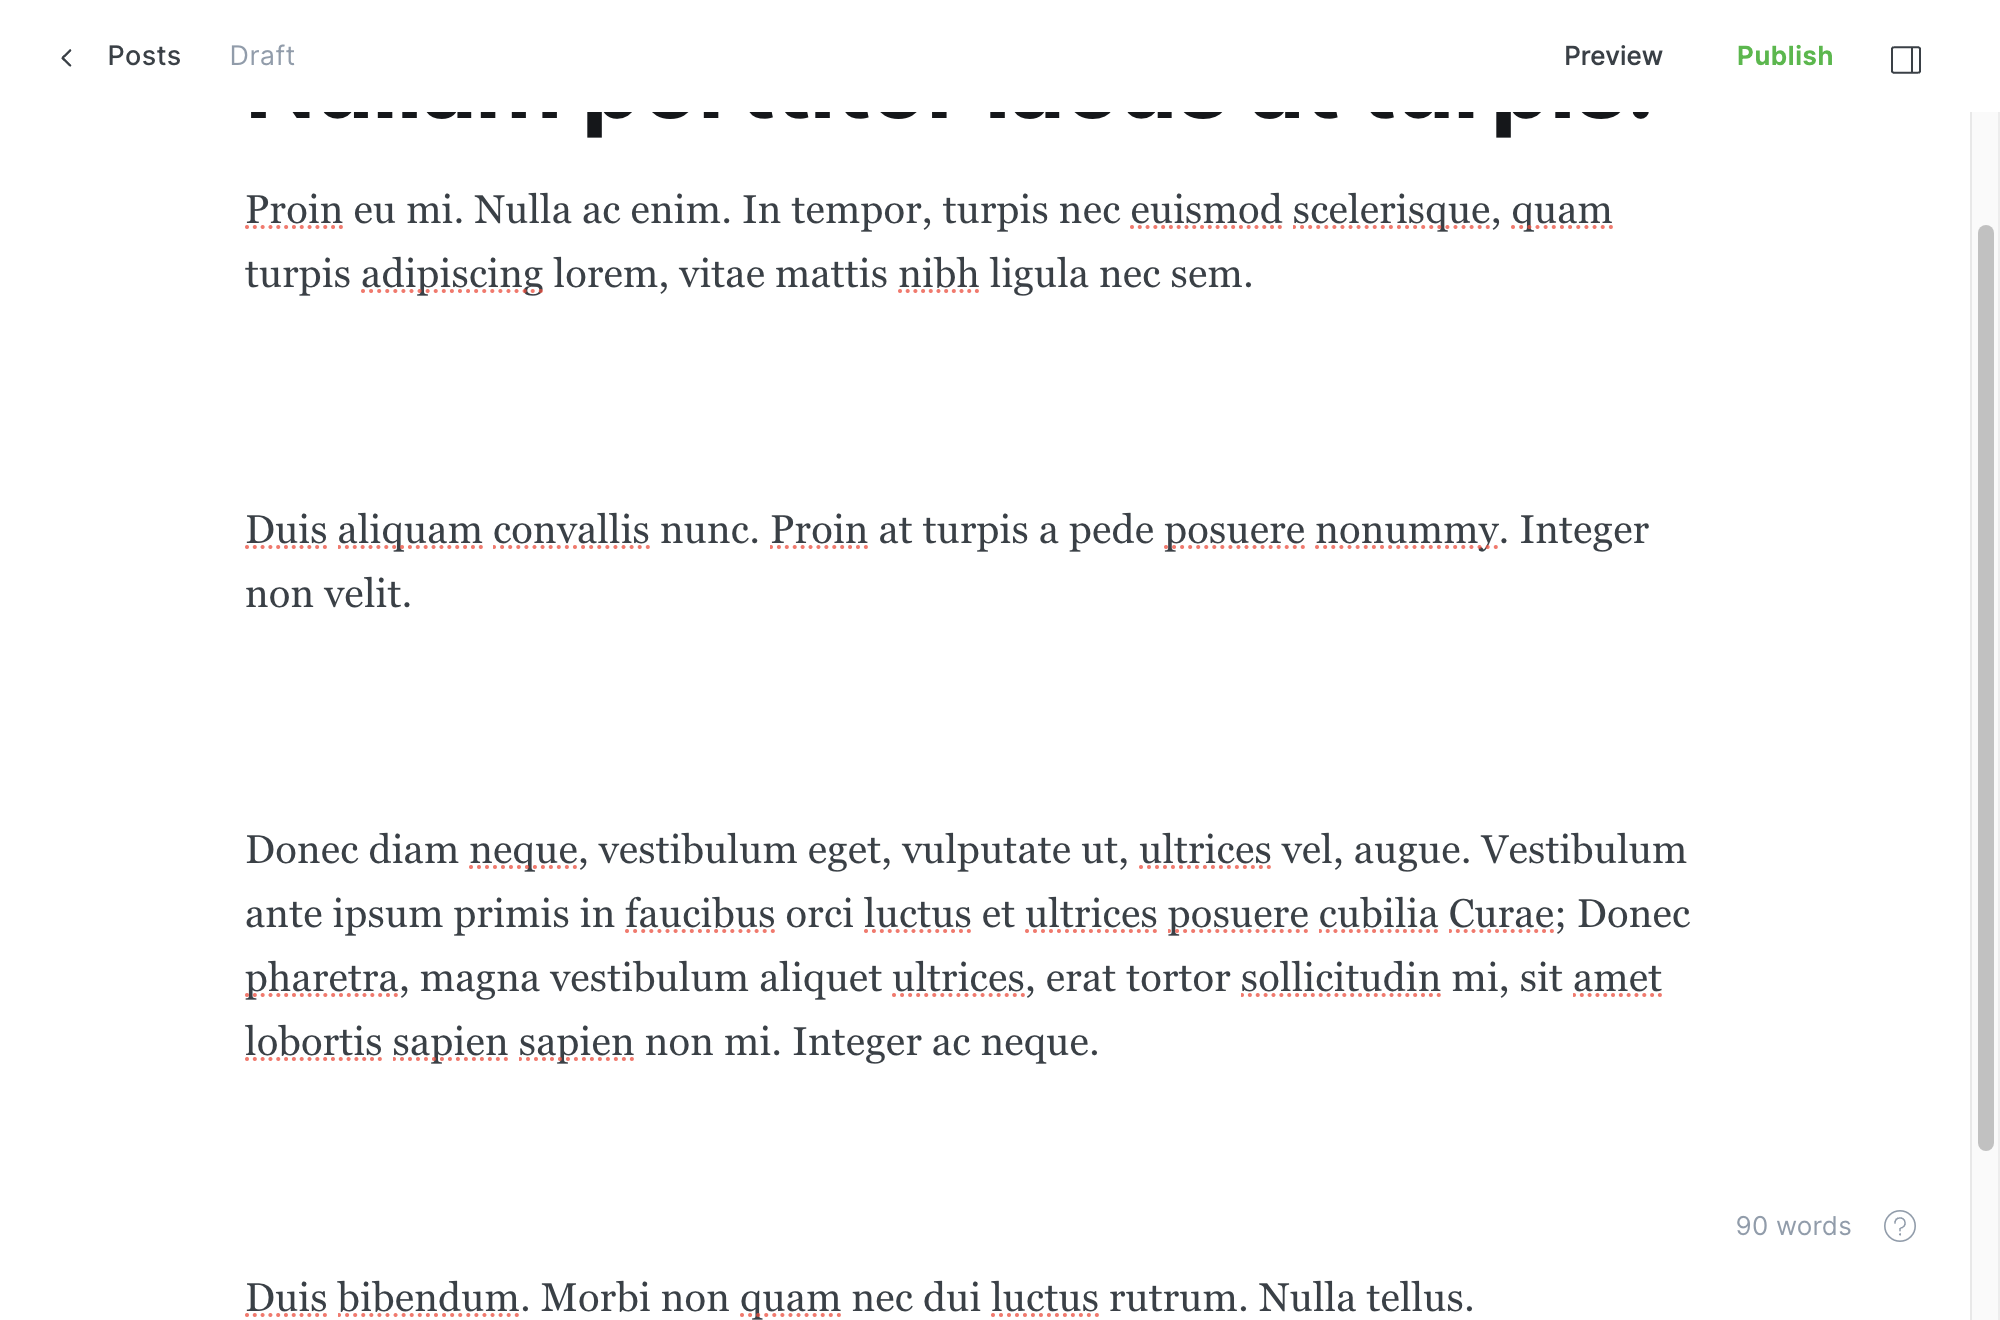 Posts Draft Preview Publish
Nullam porttitor lacus at turpis.
Proin eu mi. Nulla ac enim. In tempor, turpis nec euismod scelerisque, quam
turpis adipiscing lorem, vitae mattis nibh ligula nec sem.
Duis aliquam convallis nunc. Proin at turpis a pede posuere nonummy. Integer
non velit.
Donec diam neque, vestibulum eget, vulputate ut, ultrices vel, augue. Vestibulum
ante ipsum primis in faucibus orci luctus et ultrices posuere cubilia Curae; Donec
pharetra, magna vestibulum aliquet ultrices, erat tortor sollicitudin mi, sit amet
lobortis sapien sapien non mi. Integer ac neque.
90 words ?
Duis bibendum. Morbi non quam nec dui luctus rutrum. Nulla tellus.